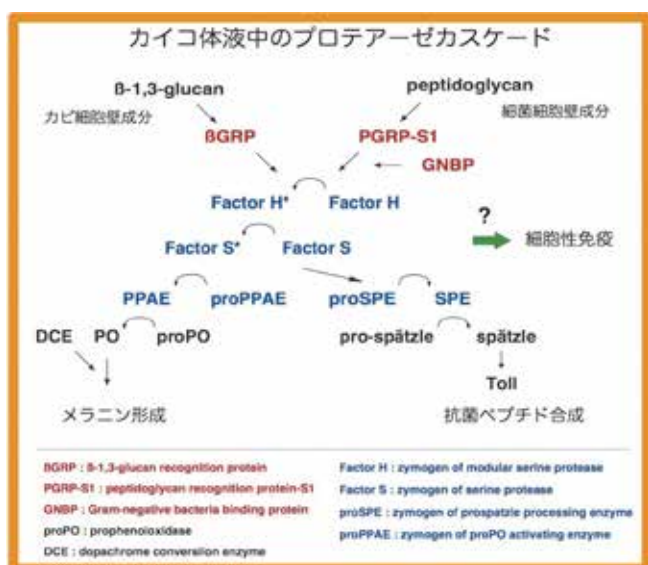 カイコ体液中のプロテアーゼカスケード
ß-1,3-glucan
peptidoglycan
カビ細胞壁成分
細菌細胞壁成分
ßGRP
PGRP-S1
GNBP
Factor H*
Factor H
?
細胞性免疫
Factor S*
Factor S
PPAE
proPPAE
proSPE
SPE
DCE
PO
proPO
pro-spätzle
spätzle
Toll
メラニン形成
抗菌ペプチド合成
ßGRP : ß-1,3-glucan recognition protein
PGRP-S1 : peptidoglycan recognition protein-S1
GNBP : Gram-negative bacteria binding protein
proPO : prophenoloxidase
DCE : dopachrome conversion enzyme
Factor H : zymogen of modular serine protease
Factor S : zymogen of serine protease
proSPE : zymogen of prospatzle processing enzyme
proPPAE : zymogen of proPO activating enzyme